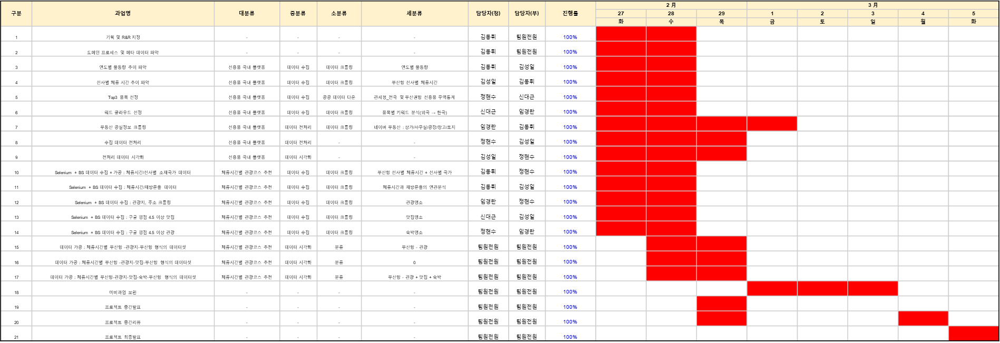 구분 과업명 대분류 중분류 소분류 세분류 담당자(정) 담당자(부) 진행률 2月 3月
27 28 29 1 2 3 4 5
화 수 목 금 토 일 월 화
1 기획 및 R&R 지정 - - - - 김동휘 팀원전원 100%
2 도메인 프로세스 및 메타 데이터 파악 - - - - 김동휘 팀원전원 100%
3 연도별 물동량 추이 파악 선용품 국내 플랫폼 데이터 수집 데이터 크롤링 연도별 물동량 김동휘 김성일 100%
4 선사별 체류 시간 추이 파악 선용품 국내 플랫폼 데이터 수집 데이터 크롤링 부산항 선사별 체류시간 김성일 김동휘 100%
5 Top3 품목 선정 선용품 국내 플랫폼 데이터 수집 공공 데이터 다운 관세청_전국 및 부산권항 선용품 무역통계 정현수 신대근 100%
6 워드 클라우드 선정 선용품 국내 플랫폼 데이터 수집 데이터 크롤링 품목별 키워드 분석(외국 → 한국) 신대근 임경란 100%
7 부동산 공실정보 크롤링 선용품 국내 플랫폼 데이터 전처리 데이터 크롤링 네이버 부동산 : 상가/사무실/공장/창고/토지 임경란 김동휘 100%
8 수집 데이터 전처리 선용품 국내 플랫폼 데이터 전처리 - - 정현수 김성일 100%
9 전처리 데이터 시각화 선용품 국내 플랫폼 데이터 시각화 - - 김성일 정현수 100%
10 Selenium + BS 데이터 수집 + 가공 : 체류시간/선사별 소재국가 데이터 체류시간별 관광코스 추천 데이터 수집 데이터 크롤링 부산항 선사별 체류시간 + 선사별 국가 김동휘 정현수 100%
11 Selenium + BS 데이터 수집 : 체류시간/재방문율 데이터 체류시간별 관광코스 추천 데이터 수집 데이터 크롤링 체류시간과 재방문율의 연관분석 김동휘 김성일 100%
12 Selenium + BS 데이터 수집 : 관광지, 주소 크롤링 체류시간별 관광코스 추천 데이터 수집 데이터 크롤링 관광명소 임경란 정현수 100%
13 Selenium + BS 데이터 수집 : 구글 평점 4.5 이상 맛집 체류시간별 관광코스 추천 데이터 수집 데이터 크롤링 맛집명소 신대근 김성일 100%
14 Selenium + BS 데이터 수집 : 구글 평점 4.5 이상 관광 체류시간별 관광코스 추천 데이터 수집 데이터 크롤링 숙박명소 정현수 임경란 100%
15 데이터 가공 : 체류시간별 부산항-관광지-부산항 형식의 데이터셋 체류시간별 관광코스 추천 데이터 시각화 분류 부산항 - 관광 팀원전원 팀원전원 100%
16 데이터 가공 : 체류시간별 부산항-관광지-맛집-부산항 형식의 데이터셋 체류시간별 관광코스 추천 데이터 시각화 분류 0 팀원전원 팀원전원 100%
17 데이터 가공 : 체류시간별 부산항-관광지-맛집-숙박-부산항 형식의 데이터셋 체류시간별 관광코스 추천 데이터 시각화 분류 부산항 - 관광 + 맛집 + 숙박 팀원전원 팀원전원 100%
18 미비과업 보완 - - - - 팀원전원 팀원전원 100%
19 프로젝트 중간발표 - - - - 팀원전원 팀원전원 100%
20 프로젝트 중간리뷰 - - - - 팀원전원 팀원전원 100%
21 프로젝트 최종발표 - - - - 팀원전원 팀원전원 100%